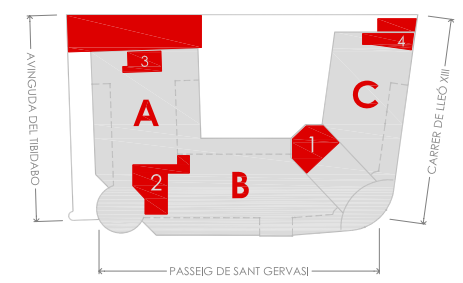 4
3
C
A
AVINGUDA DEL TIBIDABO
CARRER DE LLEÓ XIII
1
2
B
PASSEIG DE SANT GERVASI